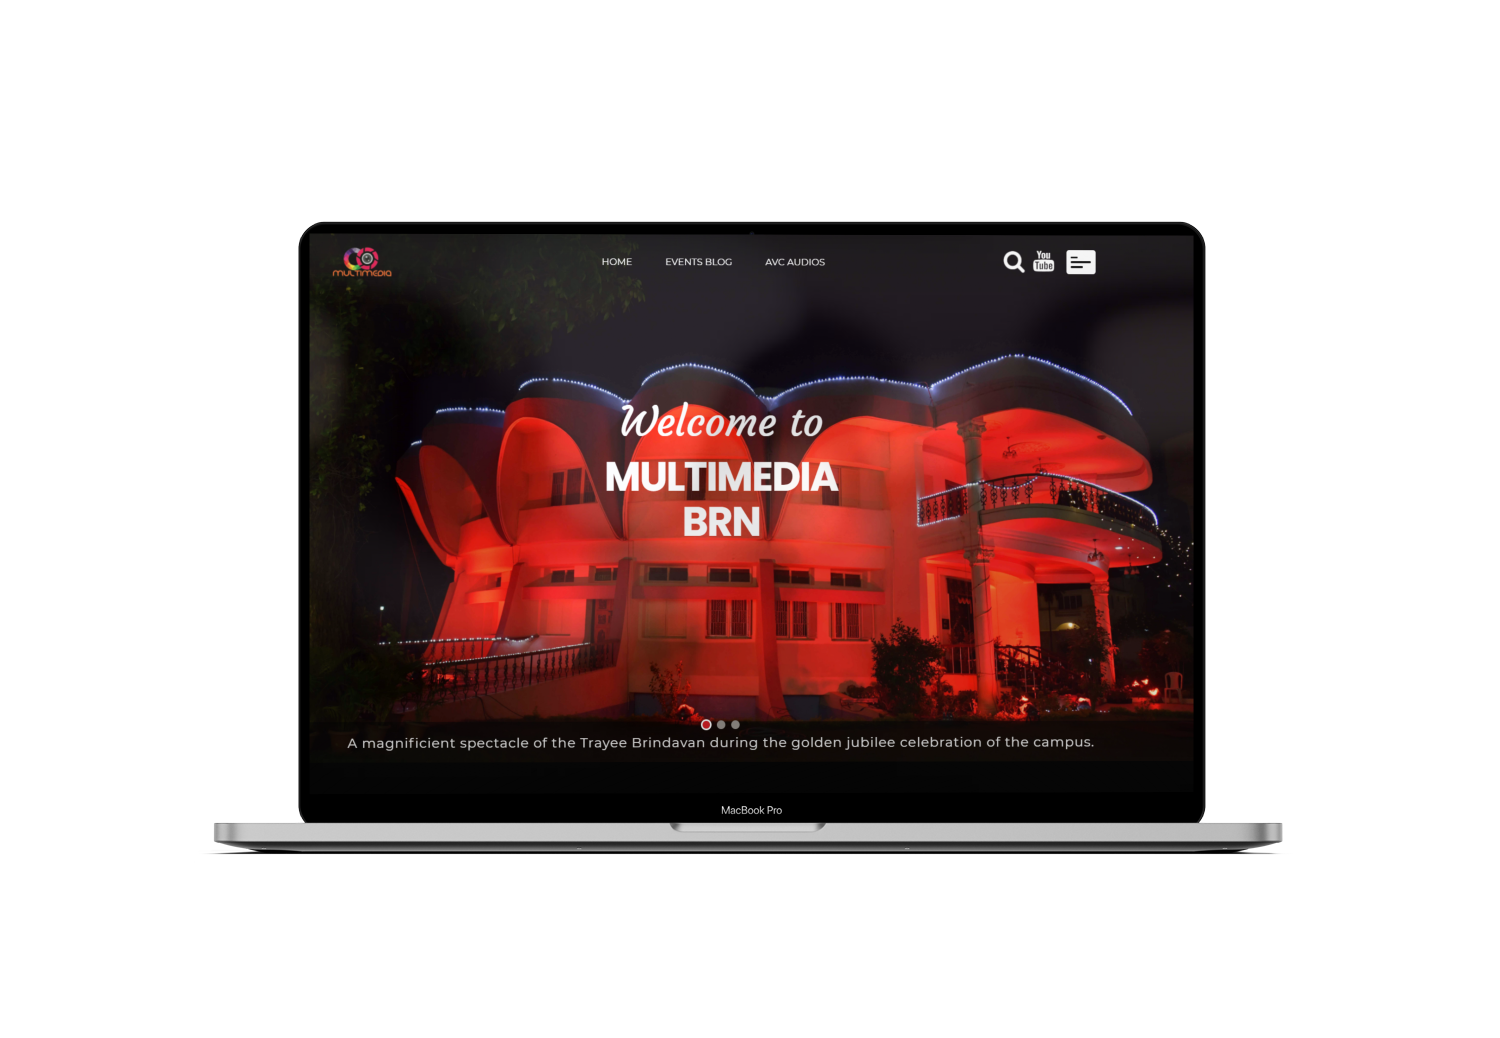 MULTIMEDIA
HOME EVENTS BLOG AVC AUDIOS
You
Tube
Welcome to
MULTIMEDIA
BRN
A magnificient spectacle of the Trayee Brindavan during the golden jubilee celebration of the campus.
MacBook Pro